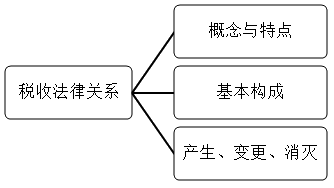 税收法律关系
概念与特点
基本构成
产生、变更、消灭